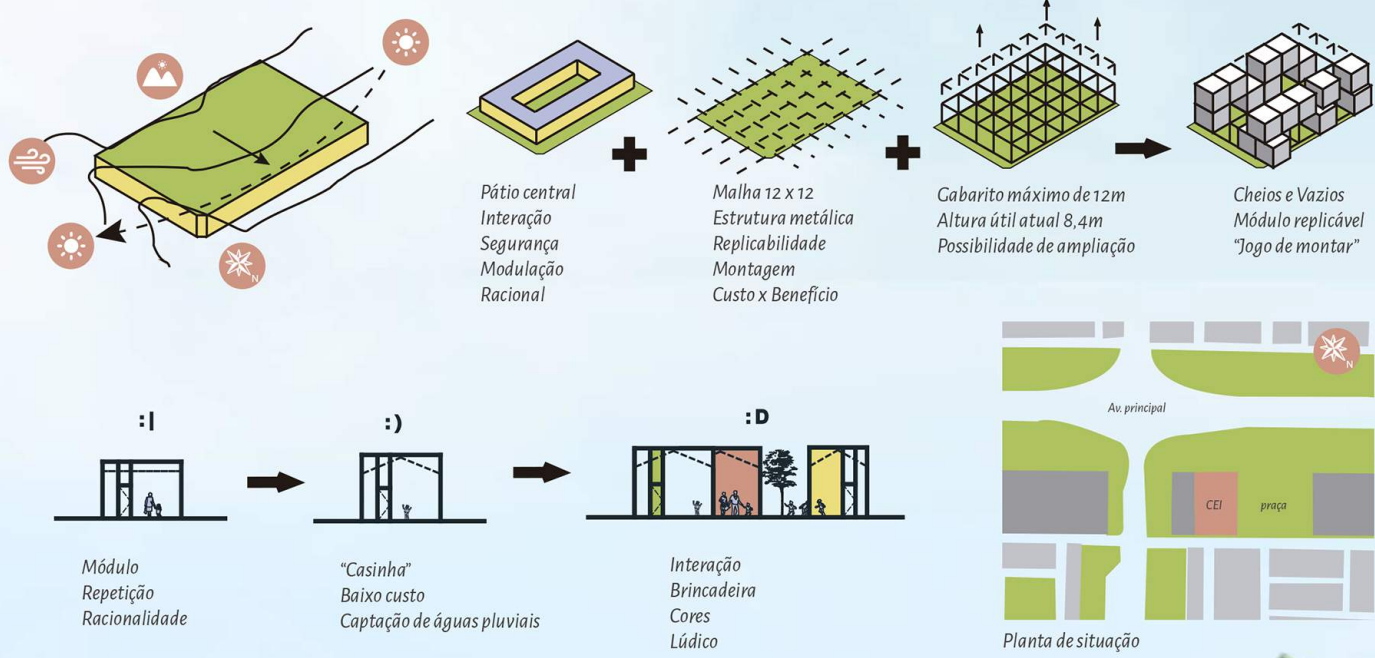 Pátio central
Interação
Segurança
Modulação
Racional
Malha 12 x 12
Estrutura metálica
Replicabilidade
Montagem
Custo x Benefício
Gabarito máximo de 12m
Altura útil atual 8,4m
Possibilidade de ampliação
Cheios e Vazios
Módulo replicável
“Jogo de montar”
N
:|
Módulo
Repetição
Racionalidade
:)
“Casinha”
Baixo custo
Captação de águas pluviais
:D
Interação
Brincadeira
Cores
Lúdico
N
Av. principal
CEI
praça
Planta de situação